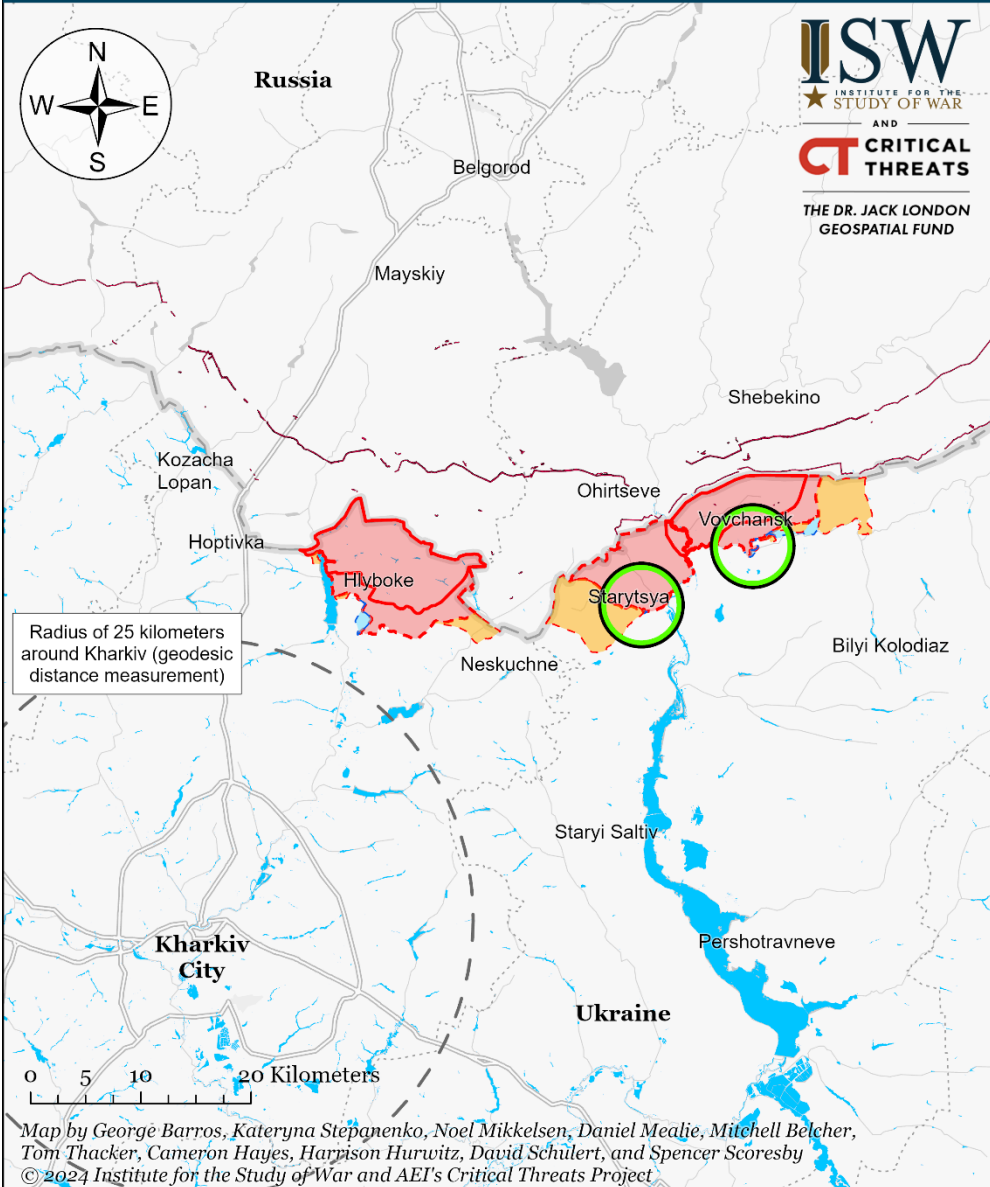 N
W E
S
Russia
ISW
INSTITUTE FOR THE
STUDY OF WAR
AND
CT CRITICAL
THREATS
THE DR. JACK LONDON
GEOSPATIAL FUND
Belgorod
Mayskiy
Shebekino
Kozacha
Lopan
Ohirtseve
Vovchansk
Hoptivka
Hlyboke
Starytsya
Radius of 25 kilometers
around Kharkiv (geodesic
distance measurement)
Neskuchne
Bilyi Kolodiaz
Staryi Saltiv
Kharkiv
City
Pershotravneve
Ukraine
0 5 10 20 Kilometers
Map by George Barros, Kateryna Stepanenko, Noel Mikkelsen, Daniel Mealie, Mitchell Belcher,
Tom Thacker, Cameron Hayes, Harrison Hurwitz, David Schulert, and Spencer Scoresby
© 2024 Institute for the Study of War and AEI's Critical Threats Project